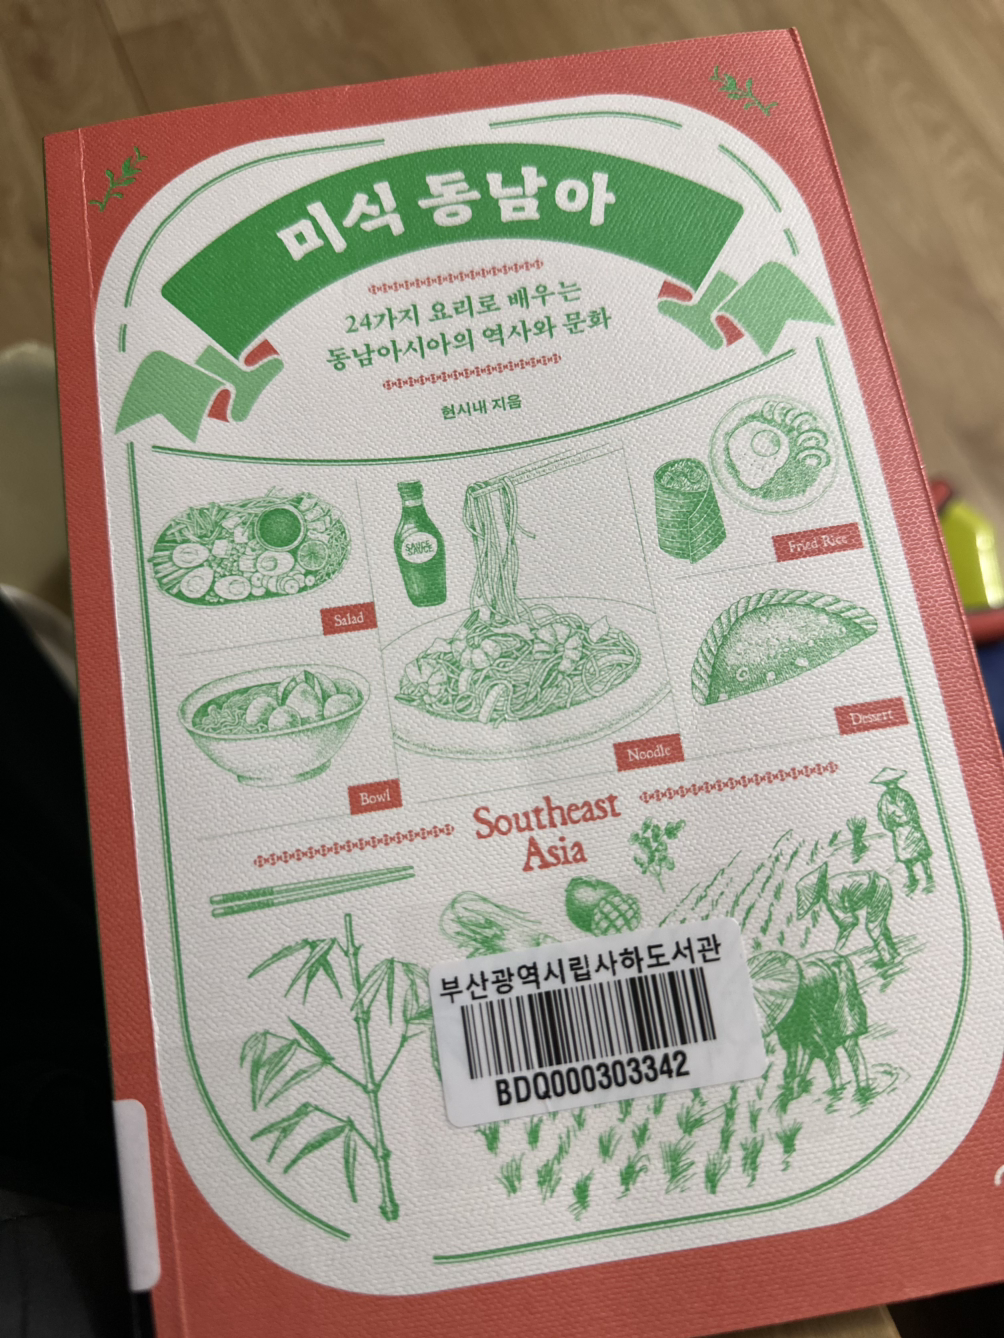 미식 동남아
24가지 요리로 배우는
동남아시아의 역사와 문화
현시내 지음
SAUCE
Salad
Fried Rice
Bowl
Noodle
Dessert
Southeast
Asia
부산광역시립사하도서관
BDQ000303342